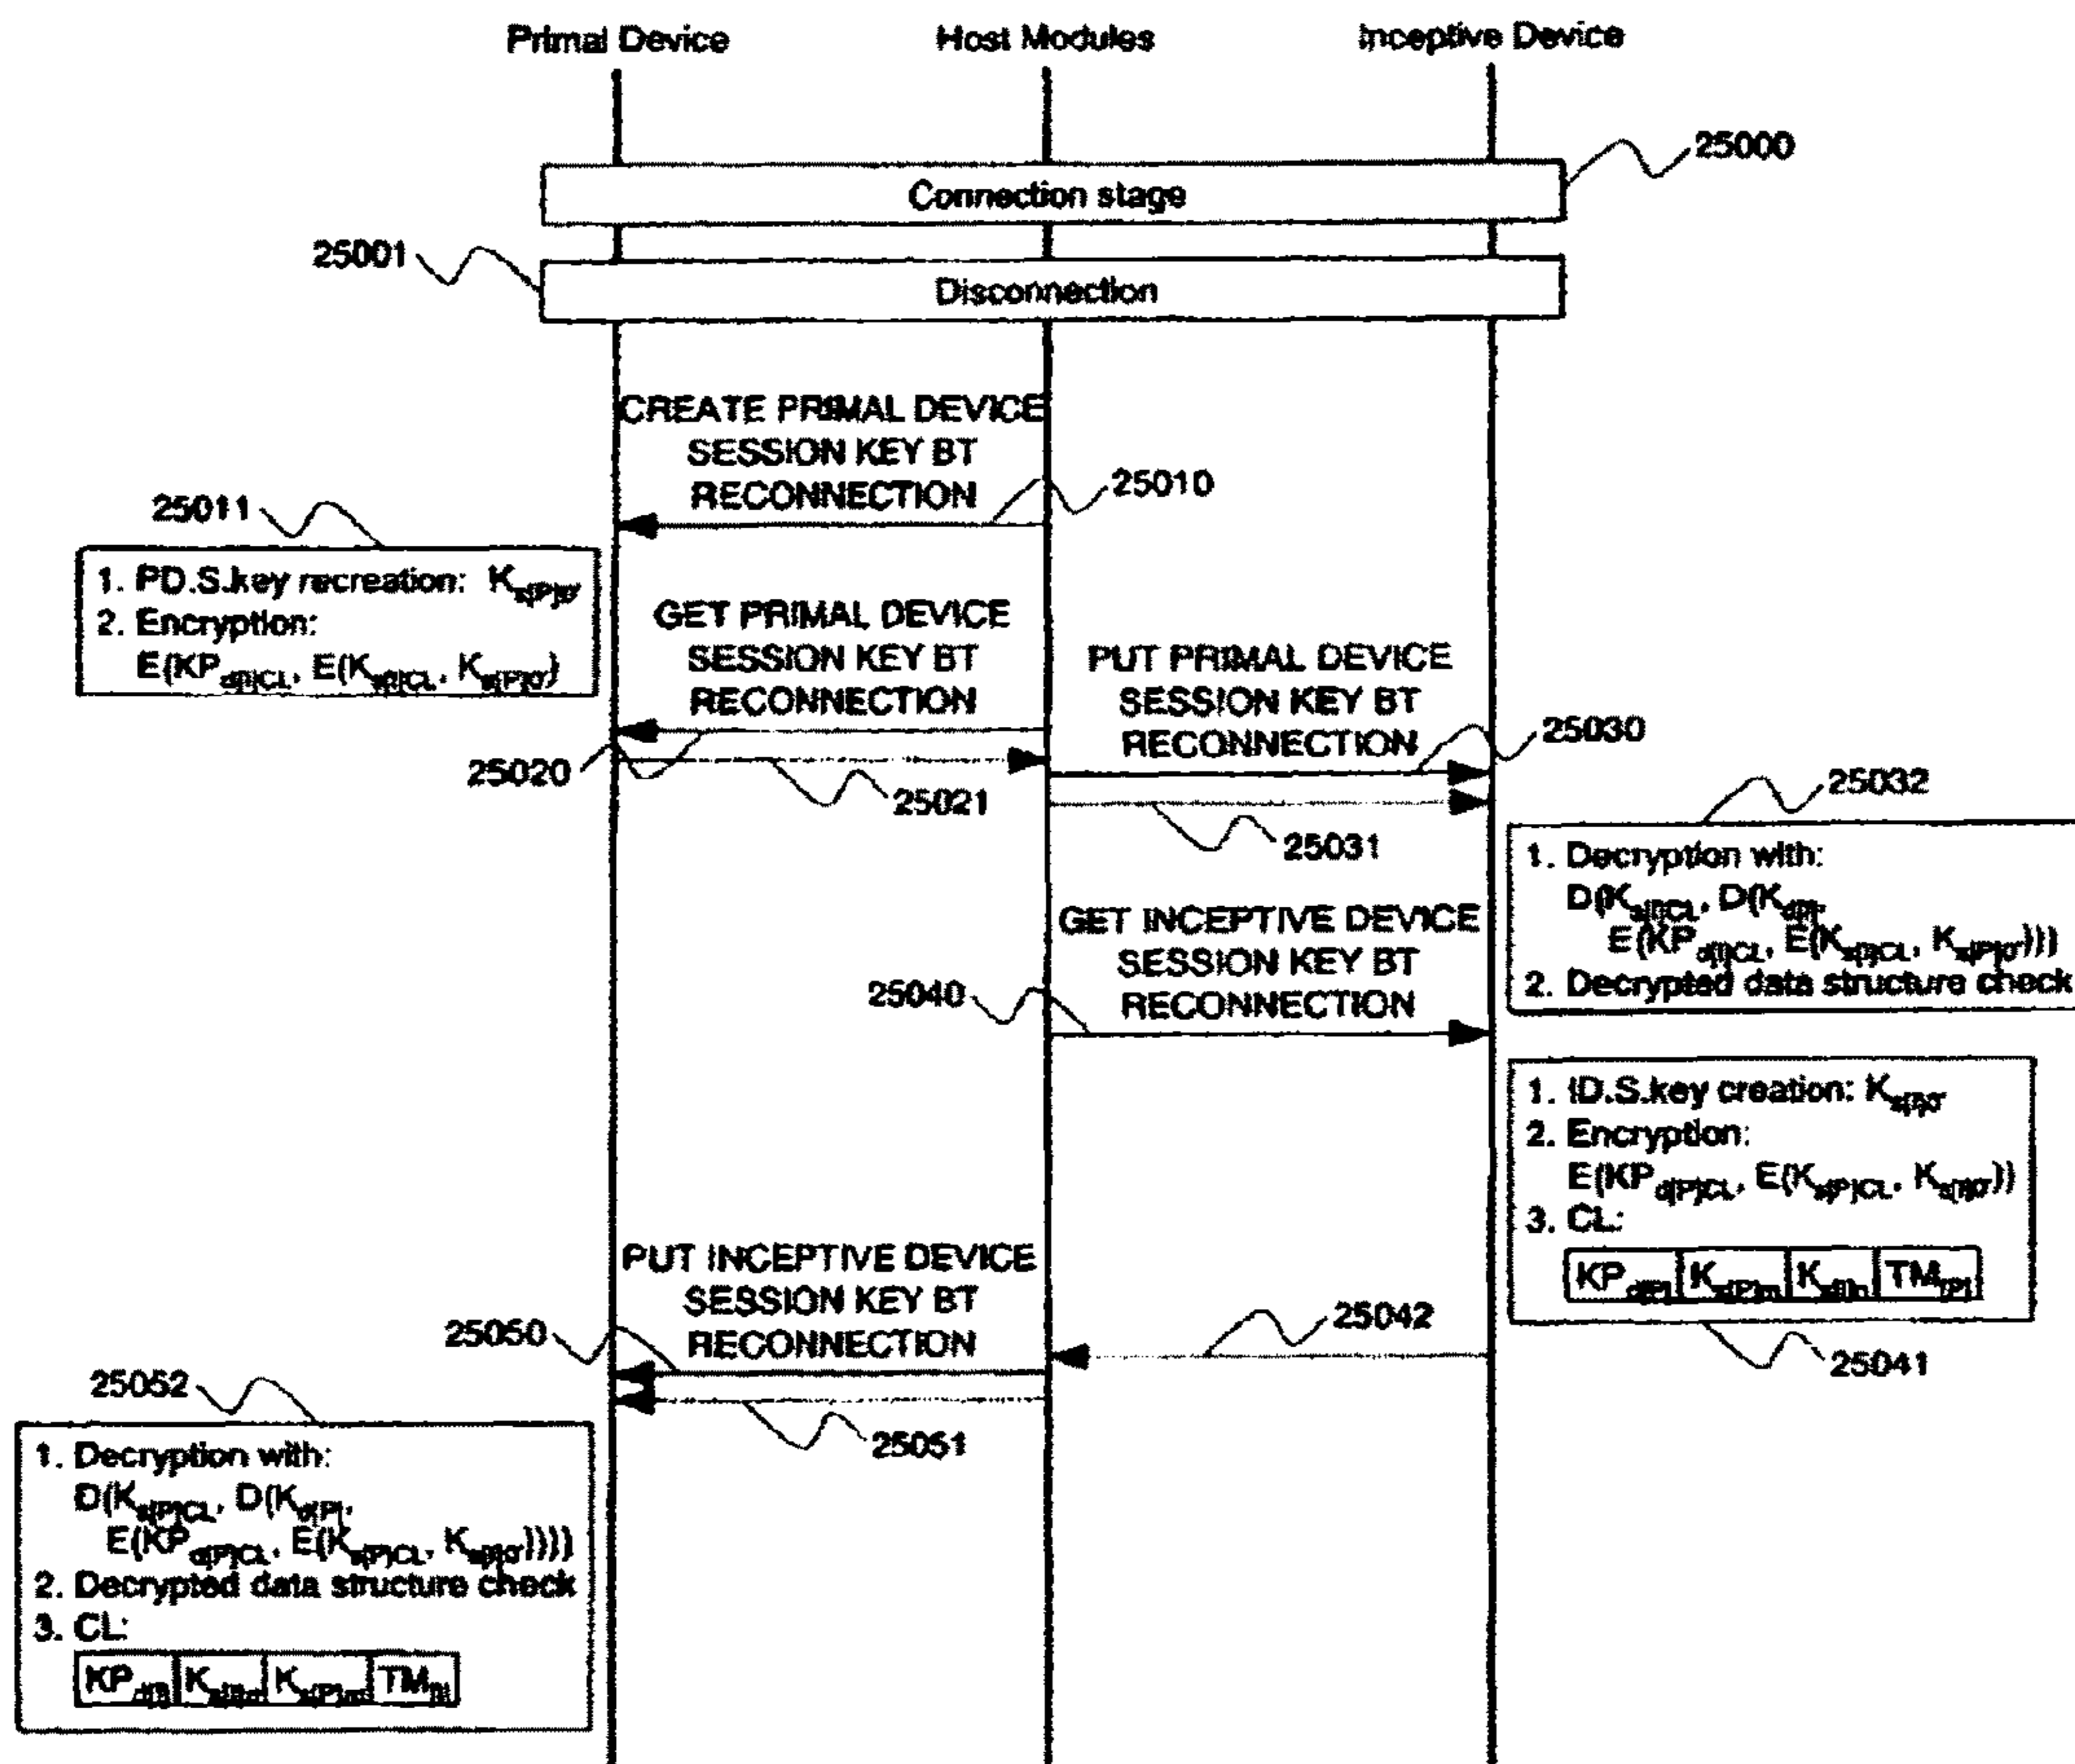 Primal Device
Host Modules
Inceptive Device
25000
Connection stage
25001
Disconnection
CREATE PRIMAL DEVICE
SESSION KEY BT
RECONNECTION
25010
25011
1. PD.S.key recreation:
2. Encryption:
GET PRIMAL DEVICE
SESSION KEY BT
RECONNECTION
PUT PRIMAL DEVICE
SESSION KEY BT
RECONNECTION
25020
25021
25030
25031
25032
1. Decryption with:
2. Decrypted data structure check
GET INCEPTIVE DEVICE
SESSION KEY BT
RECONNECTION
25040
1. ID.S.key creation:
2. Encryption:
3. CL:
25041
25042
PUT INCEPTIVE DEVICE
SESSION KEY BT
RECONNECTION
25050
25051
25052
1. Decryption with:
2. Decrypted data structure check
3. CL: